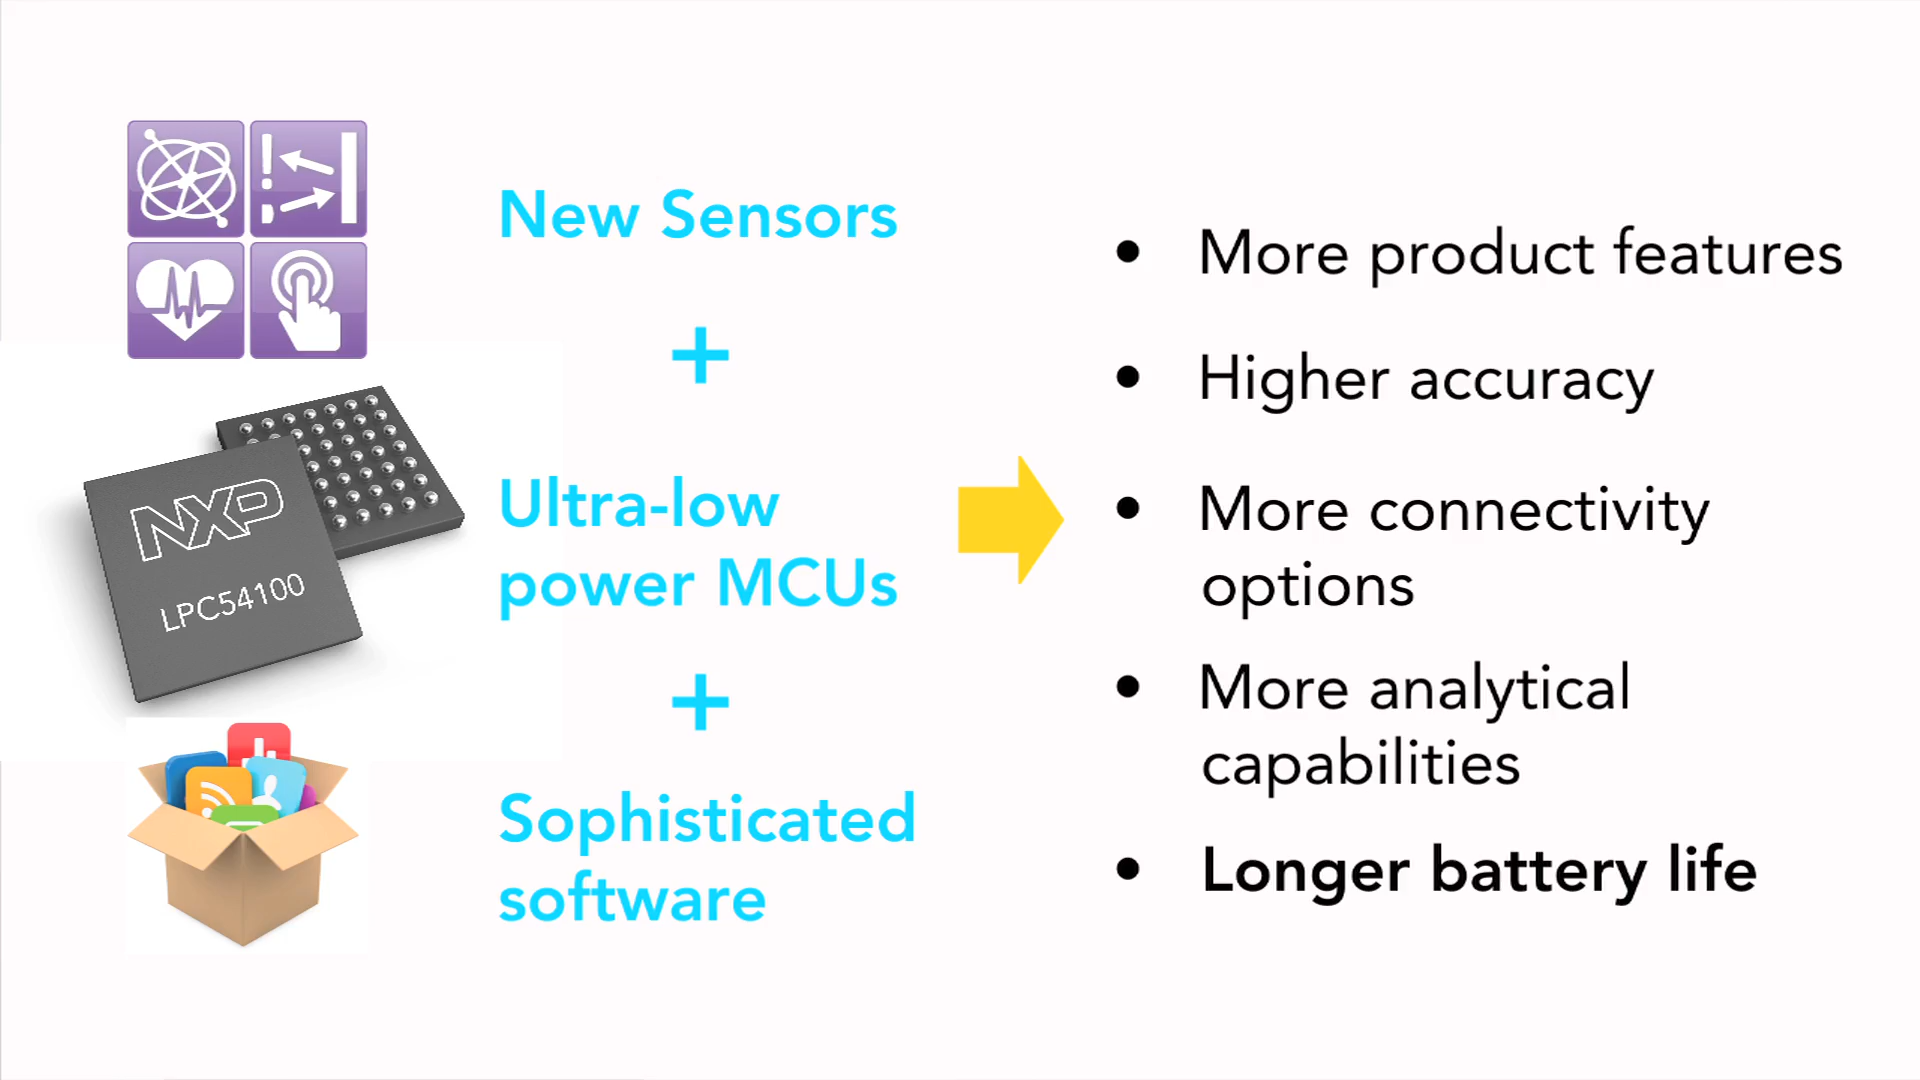 New Sensors
+
NXP
LPC54100
Ultra-low
power MCUs
+
Sophisticated
software
• More product features
• Higher accuracy
• More connectivity
options
• More analytical
capabilities
• Longer battery life